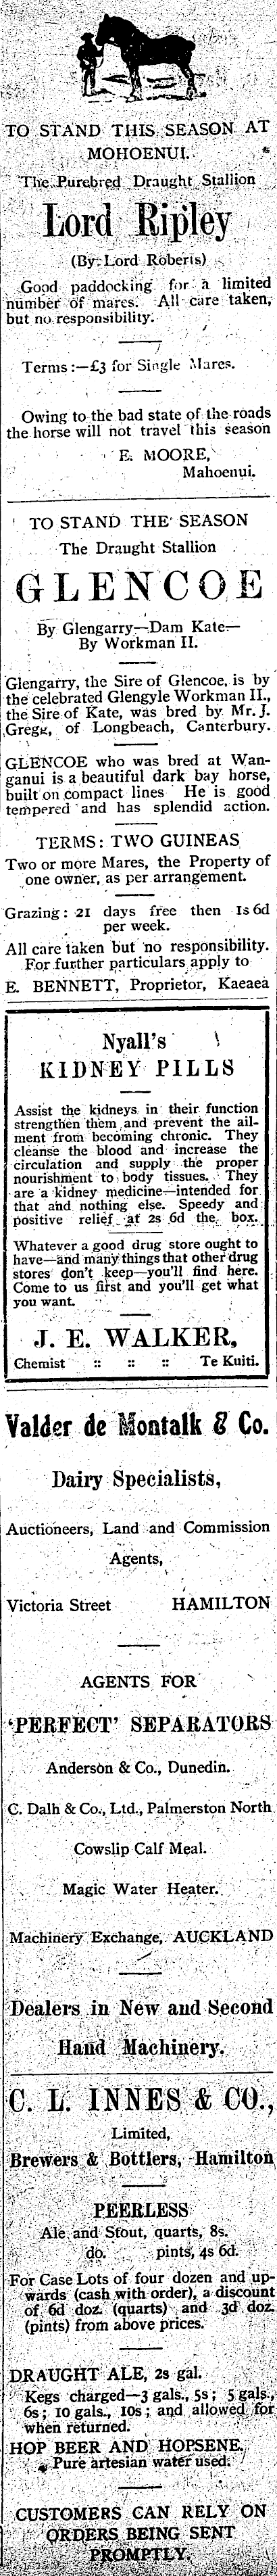 TO STAND THIS SEASON AT
MOHOENUI.
The Purebred Draught Stallion
Lord Ripley
(By Lord Roberts)
Good paddocking for a limited
number of mares. All care taken,
but no responsibility.
Terms:—£3 for Single Mares.
Owing to the bad state of the roads
the horse will not travel this season
E. MOORE,
Mahoenui.
TO STAND THE SEASON
The Draught Stallion
GLENCOE
By Glengarry—Dam Kate—
By Workman II.
Glengarry, the Sire of Glencoe, is by
the celebrated Glengyle Workman II.,
the Sire of Kate, was bred by Mr. J.
Gregg, of Longbeach, Canterbury.
GLENCOE who was bred at Wan-
ganui is a beautiful dark bay horse,
built on compact lines He is good
tempered and has splendid action.
TERMS: TWO GUINEAS
Two or more Mares, the Property of
one owner, as per arrangement.
Grazing: 21 days free then 1s 6d
per week.
All care taken but no responsibility.
For further particulars apply to
E. BENNETT, Proprietor, Kaeaea
Nyall's
KIDNEY PILLS
Assist the kidneys in their function
strengthen them and prevent the ail-
ment from becoming chronic. They
cleanse the blood and increase the
circulation and supply the proper
nourishment to body tissues. They
are a kidney medicine—intended for
that and nothing else. Speedy and
positive relief at 2s 6d the box.
Whatever a good drug store ought to
have—and many things that other drug
stores don't keep—you'll find here.
Come to us first and you'll get what
you want.
J. E. WALKER,
Chemist :: :: :: Te Kuiti.
Valder de Montalk & Co.
Dairy Specialists,
Auctioneers, Land and Commission
Agents,
Victoria Street HAMILTON
AGENTS FOR
'PERFECT' SEPARATORS
Anderson & Co., Dunedin.
C. Dalh & Co., Ltd., Palmerston North
Cowslip Calf Meal.
Magic Water Heater.
Machinery Exchange, AUCKLAND
Dealers in New and Second
Hand Machinery.
C. L. INNES & CO.,
Limited,
Brewers & Bottlers, Hamilton
PEERLESS
Ale and Stout, quarts, 8s.
do. pints, 4s 6d.
For Case Lots of four dozen and up-
wards (cash with order), a discount
of 6d doz. (quarts) and 3d doz.
(pints) from above prices.
DRAUGHT ALE, 2s gal.
Kegs charged—3 gals., 5s; 5 gals.,
6s; 10 gals., 10s; and allowed for
when returned.
HOP BEER AND HOPSENE.
Pure artesian water used.
CUSTOMERS CAN RELY ON
ORDERS BEING SENT
PROMPTLY.